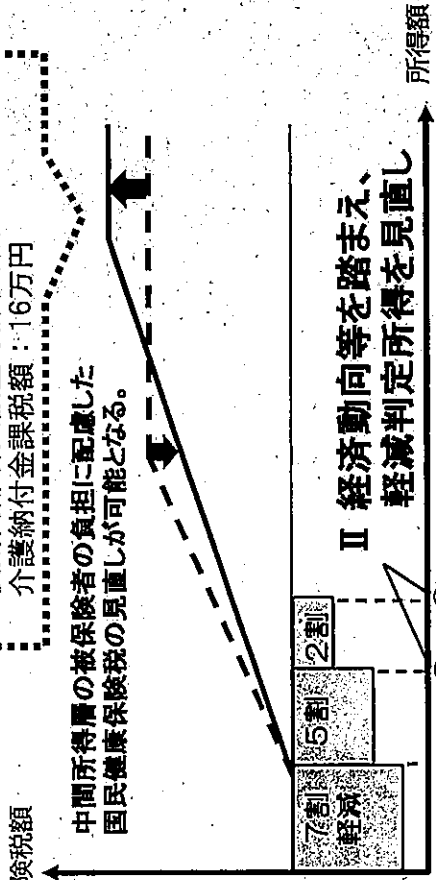 介護納付金課税額：16万円
険税額
中間所得層の被保険者の負担に配慮した
国民健康保険税の見直しが可能となる。
7割
軽減
5割
2割
Ⅱ 経済動向等を踏まえ、
軽減判定所得を見直し
所得額